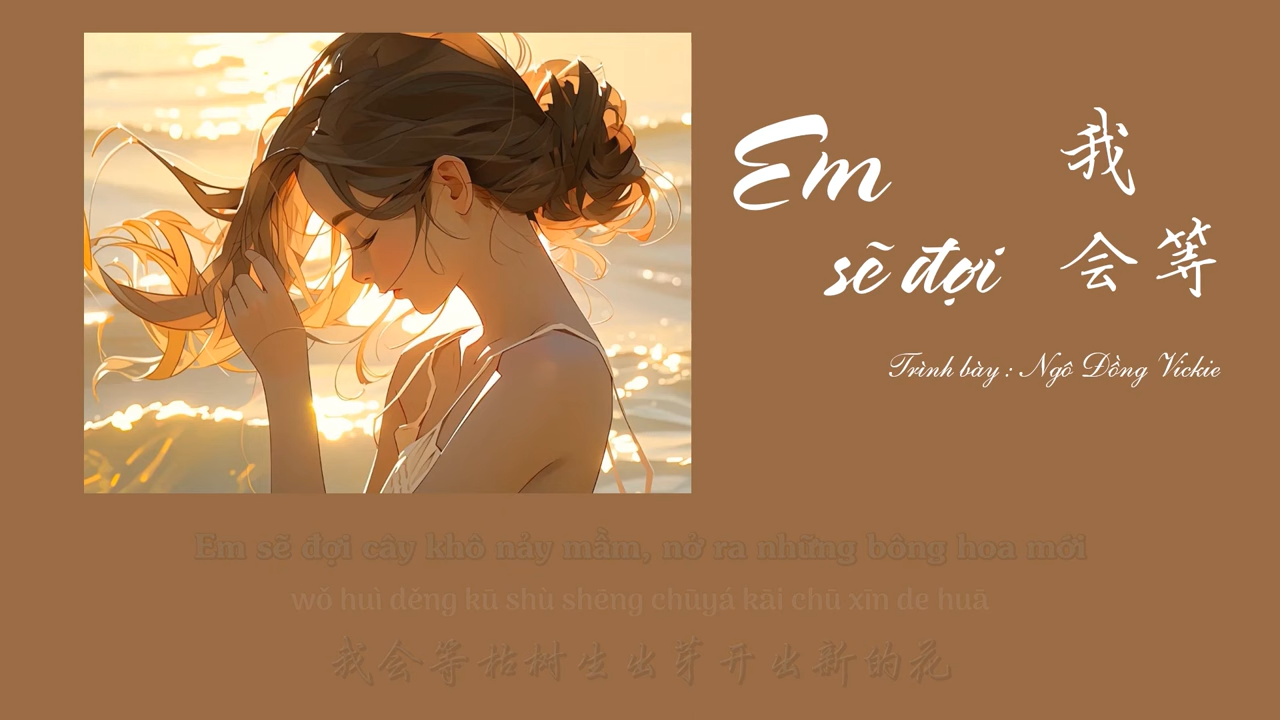 Em
sẽ đợi
我
会等
Trình bày : Ngô Đồng Vickie
Em sẽ đợi cây khô nảy mầm, nở ra những bông hoa mới
wǒ huì děng kū shù shēng chūyá kāi chū xīn de huā
我会等枯树生出芽开出新的花